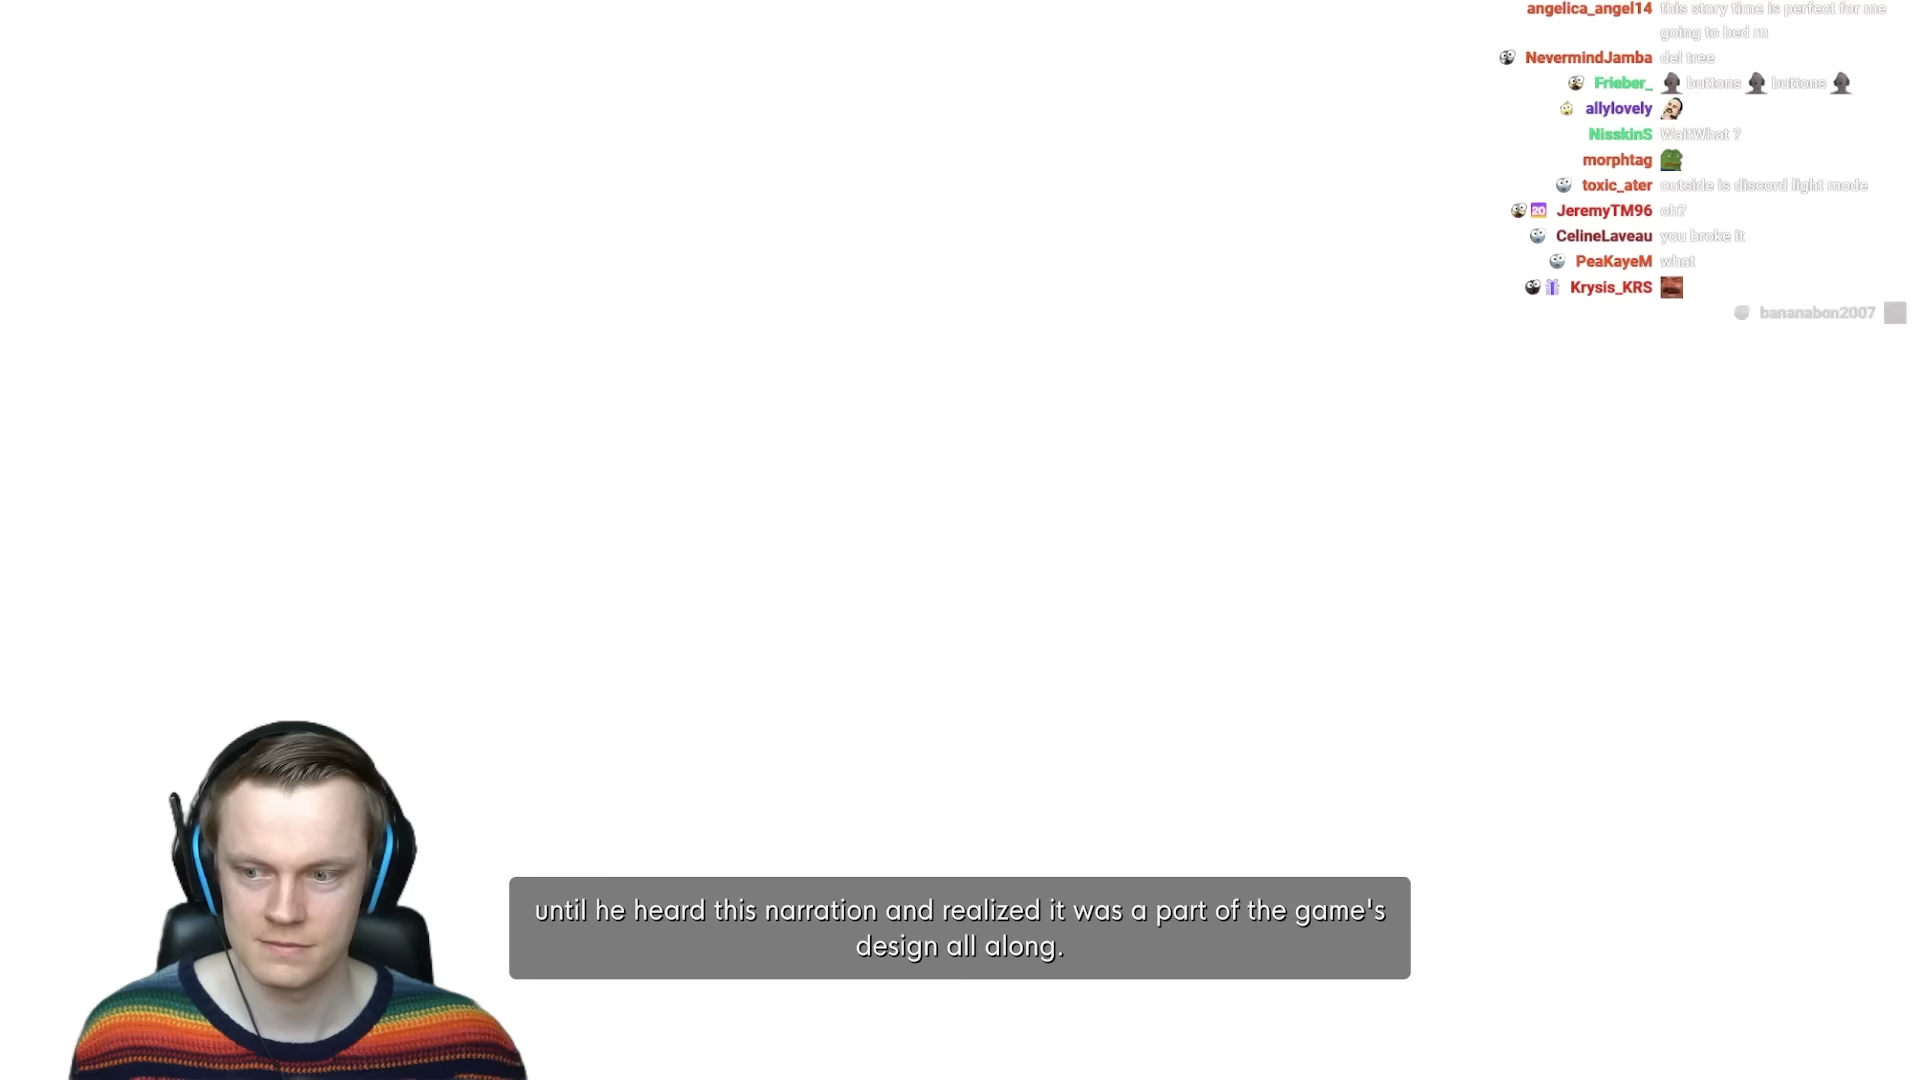 angelica_angel14 this story time is perfect for me
going to bed rn
NevermindJamba del tree
Frieber_ buttons buttons
allylovely
NisskinS WaitWhat ?
morphtag
toxic_ater outside is discord light mode
20 JeremyTM96 oh?
CelineLaveau you broke it
PeaKayeM what
Krysis_KRS
bananabon2007
until he heard this narration and realized it was a part of the game's
design all along.